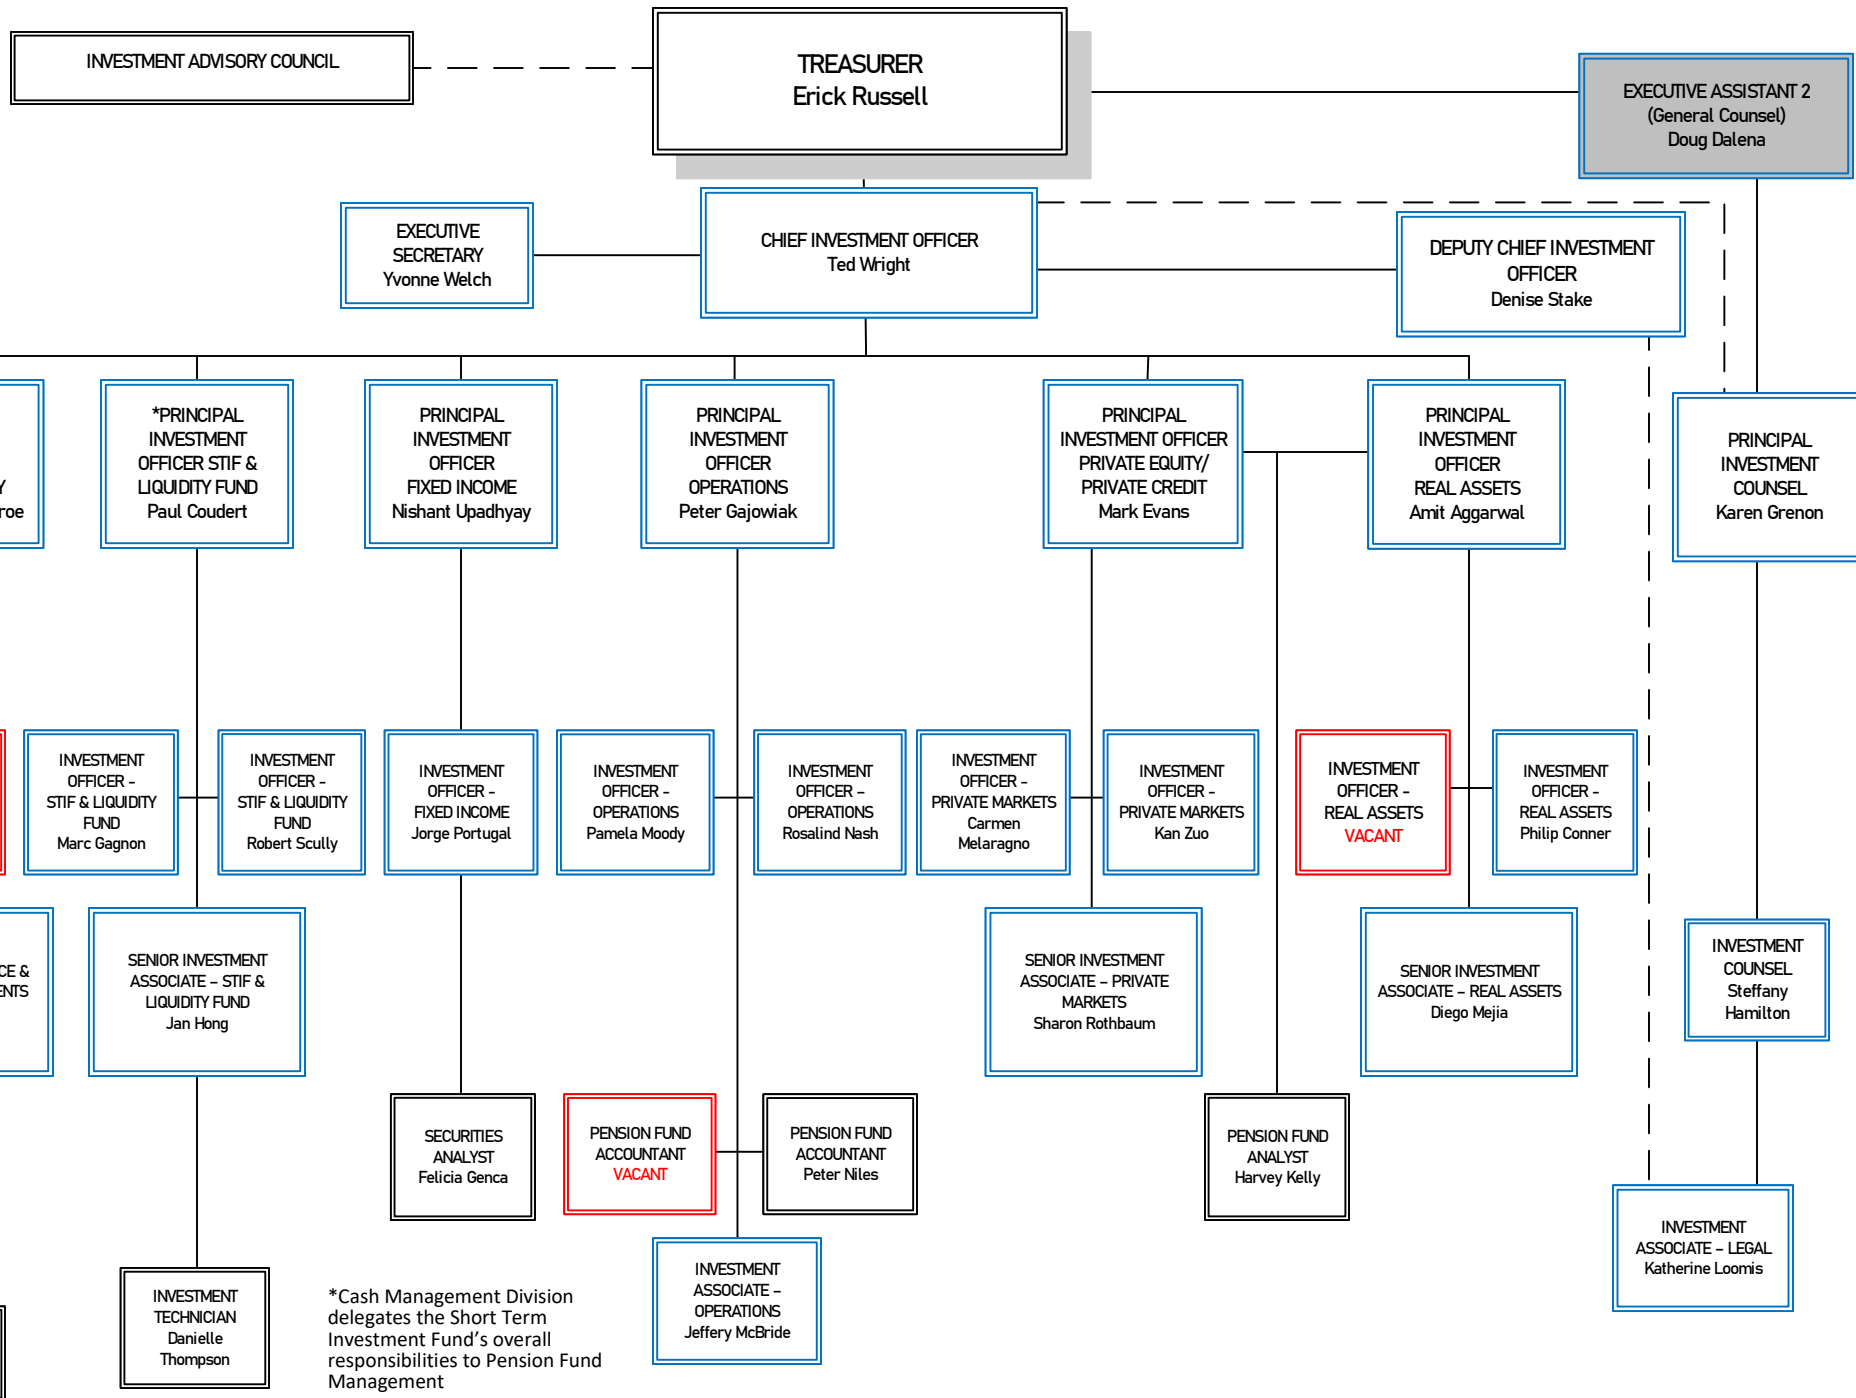 INVESTMENT ADVISORY COUNCIL
TREASURER
Erick Russell
EXECUTIVE ASSISTANT 2
(General Counsel)
Doug Dalena
EXECUTIVE
SECRETARY
Yvonne Welch
CHIEF INVESTMENT OFFICER
Ted Wright
DEPUTY CHIEF INVESTMENT
OFFICER
Denise Stake
Y
roe
*PRINCIPAL
INVESTMENT
OFFICER STIF &
LIQUIDITY FUND
Paul Coudert
PRINCIPAL
INVESTMENT
OFFICER
FIXED INCOME
Nishant Upadhyay
PRINCIPAL
INVESTMENT
OFFICER
OPERATIONS
Peter Gajowiak
PRINCIPAL
INVESTMENT OFFICER
PRIVATE EQUITY/
PRIVATE CREDIT
Mark Evans
PRINCIPAL
INVESTMENT
OFFICER
REAL ASSETS
Amit Aggarwal
PRINCIPAL
INVESTMENT
COUNSEL
Karen Grenon
INVESTMENT
OFFICER –
STIF & LIQUIDITY
FUND
Marc Gagnon
INVESTMENT
OFFICER –
STIF & LIQUIDITY
FUND
Robert Scully
INVESTMENT
OFFICER –
FIXED INCOME
Jorge Portugal
INVESTMENT
OFFICER –
OPERATIONS
Pamela Moody
INVESTMENT
OFFICER –
OPERATIONS
Rosalind Nash
INVESTMENT
OFFICER –
PRIVATE MARKETS
Carmen
Melaragno
INVESTMENT
OFFICER –
PRIVATE MARKETS
Kan Zuo
INVESTMENT
OFFICER –
REAL ASSETS
VACANT
INVESTMENT
OFFICER –
REAL ASSETS
Philip Conner
CE &
ENTS
SENIOR INVESTMENT
ASSOCIATE – STIF &
LIQUIDITY FUND
Jan Hong
SENIOR INVESTMENT
ASSOCIATE – PRIVATE
MARKETS
Sharon Rothbaum
SENIOR INVESTMENT
ASSOCIATE – REAL ASSETS
Diego Mejia
INVESTMENT
COUNSEL
Steffany
Hamilton
SECURITIES
ANALYST
Felicia Genca
PENSION FUND
ACCOUNTANT
VACANT
PENSION FUND
ACCOUNTANT
Peter Niles
PENSION FUND
ANALYST
Harvey Kelly
INVESTMENT
ASSOCIATE – LEGAL
Katherine Loomis
INVESTMENT
TECHNICIAN
Danielle
Thompson
*Cash Management Division
delegates the Short Term
Investment Fund’s overall
responsibilities to Pension Fund
Management
INVESTMENT
ASSOCIATE –
OPERATIONS
Jeffery McBride